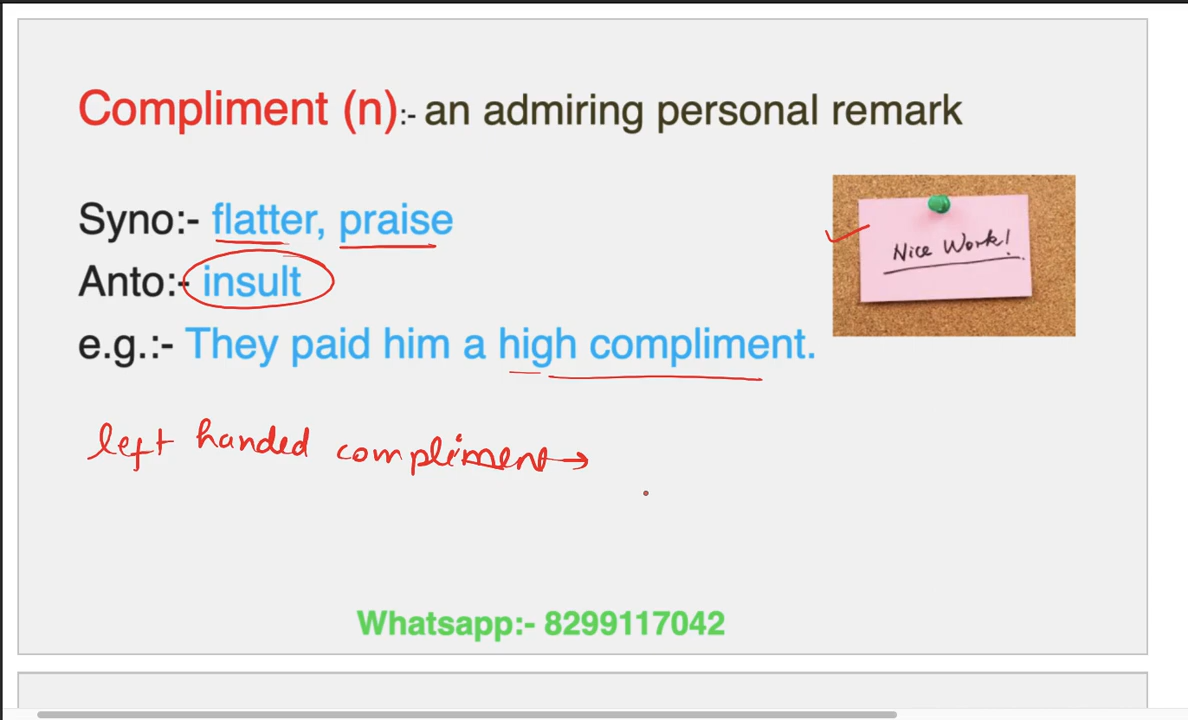 Compliment (n):- an admiring personal remark
Syno:- flatter, praise
Anto:- insult
e.g.:- They paid him a high compliment.
Nice Work!
left handed compliment→
Whatsapp:- 8299117042